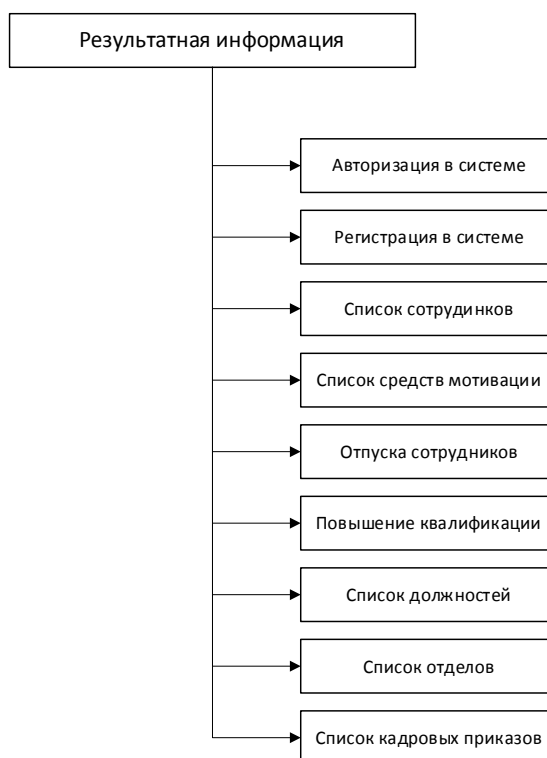 Результатная информация
Авторизация в системе
Регистрация в системе
Список сотрудинков
Список средств мотивации
Отпуска сотрудников
Повышение квалификации
Список должностей
Список отделов
Список кадровых приказов